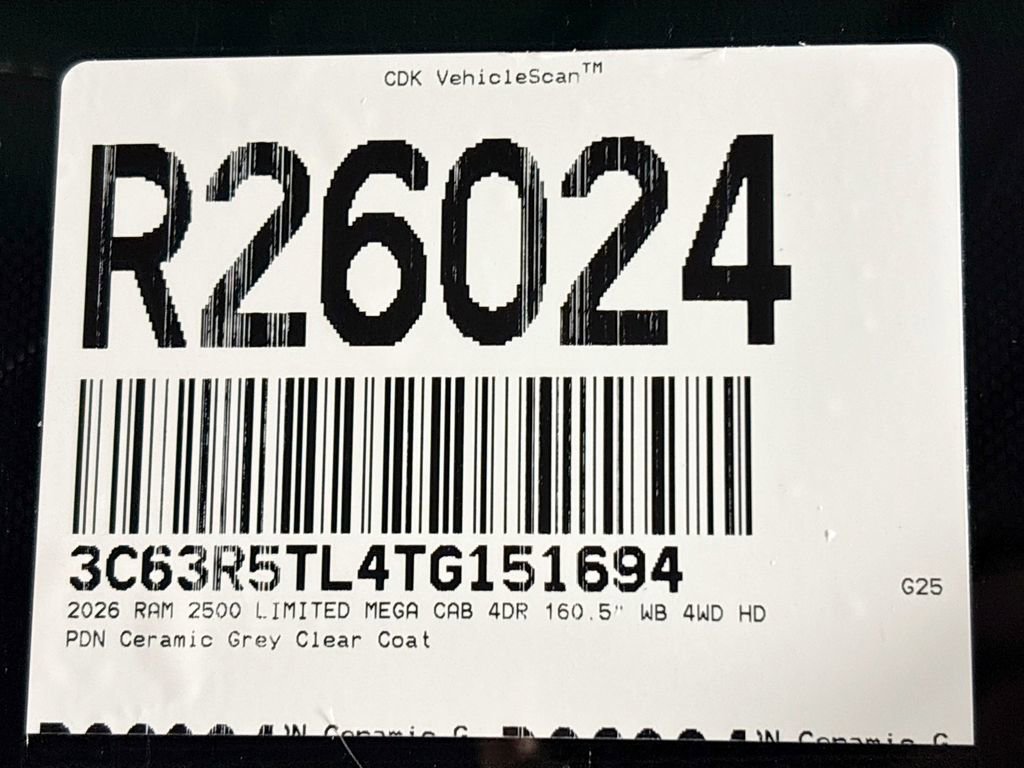 CDK VehicleScan™
R26024
3C63R5TL4TG151694
G25
2026 RAM 2500 LIMITED MEGA CAB 4DR 160.5" WB 4WD HD
PDN Ceramic Grey Clear Coat